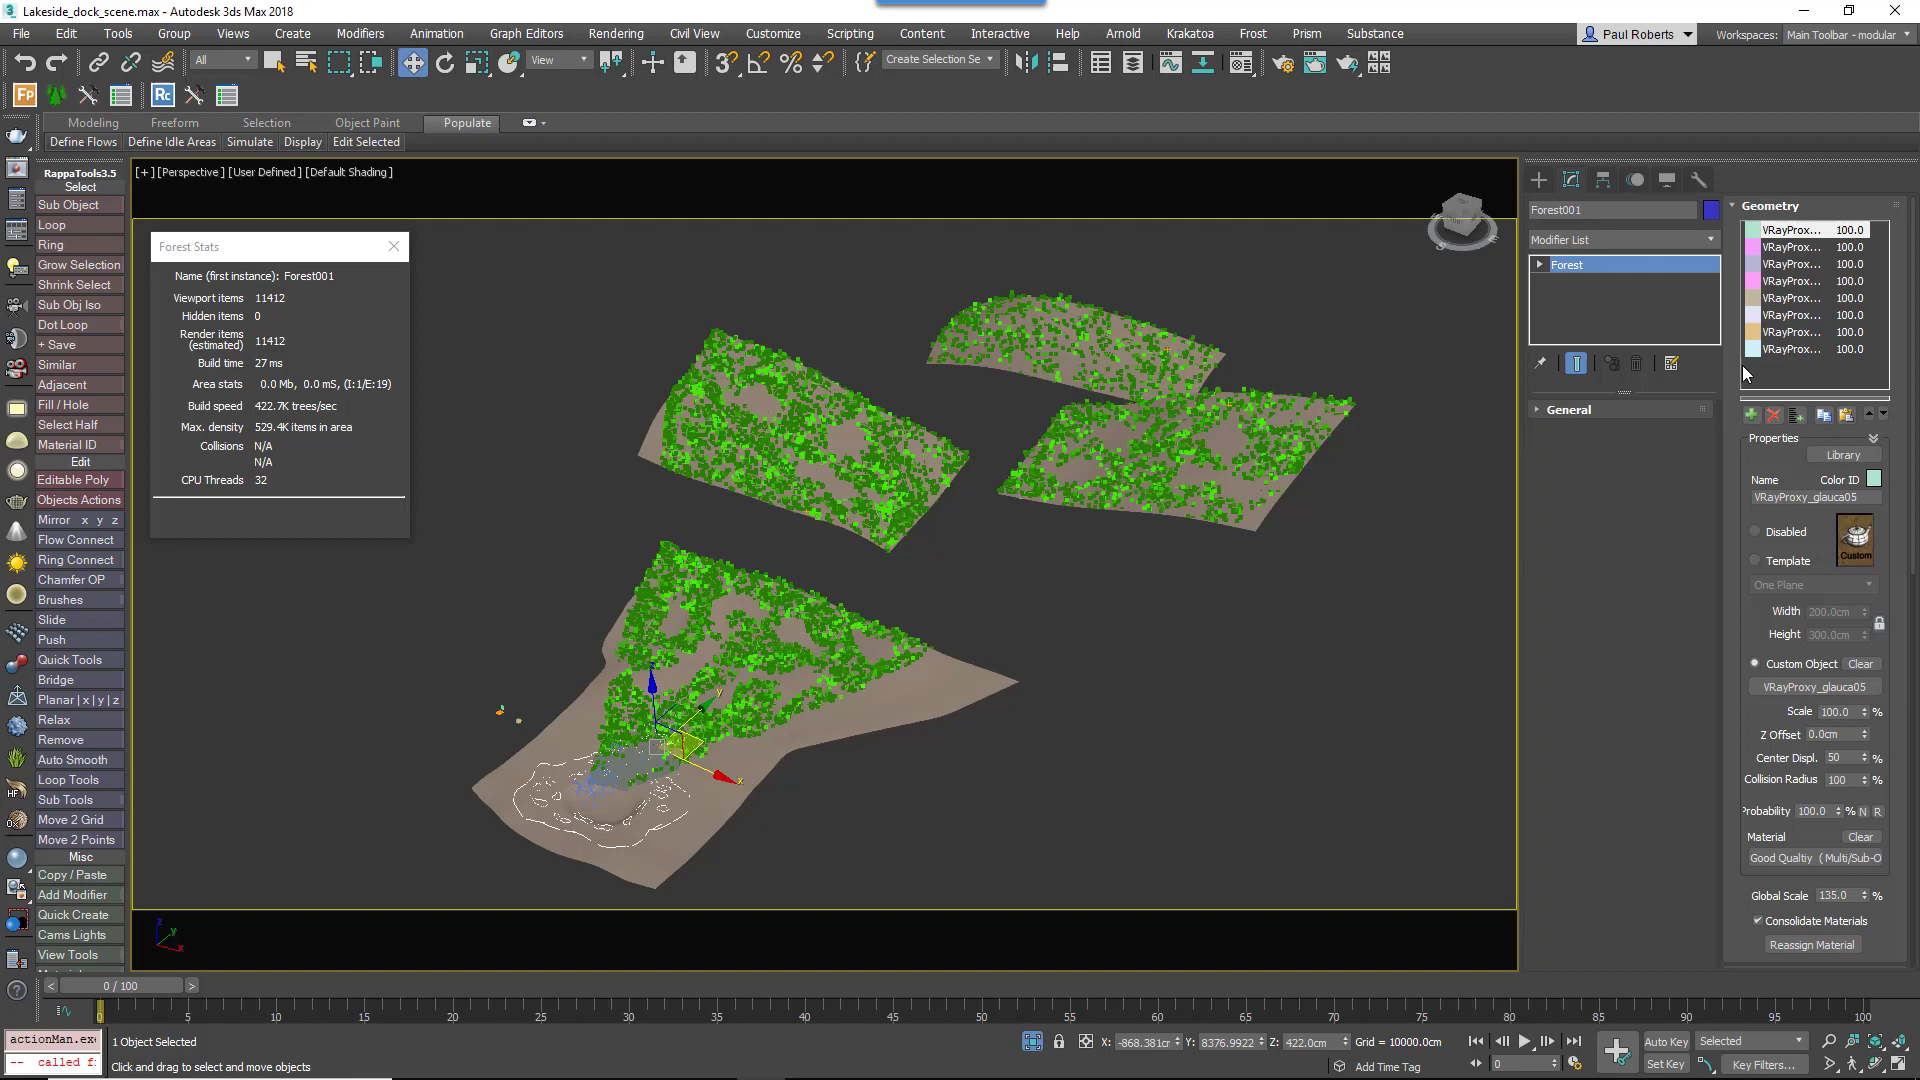 Lakeside_dock_scene.max - Autodesk 3ds Max 2018
File Edit Tools Group Views Create Modifiers Animation Graph Editors Rendering Civil View Customize Scripting Content Interactive Help Arnold Krakatoa Frost Prism Substance
Paul Roberts
Workspaces: Main Toolbar - modular
All
View
Create Selection Se
Modeling Freeform Selection Object Paint Populate
Define Flows Define Idle Areas Simulate Display Edit Selected
RappaTools3.5
Select
Sub Object
Loop
Ring
Grow Selection
Shrink Select
Sub Obj Iso
Dot Loop
+ Save
Similar
Adjacent
Fill / Hole
Select Half
Material ID
Edit
Editable Poly
Objects Actions
Mirror x y z
Flow Connect
Ring Connect
Chamfer OP
Brushes
Slide
Push
Quick Tools
Bridge
Planar | x | y | z
Relax
Remove
Auto Smooth
Loop Tools
Sub Tools
Move 2 Grid
Move 2 Points
Misc
Copy / Paste
Add Modifier
Quick Create
Cams Lights
View Tools
[+] [Perspective] [User Defined] [Default Shading]
Forest Stats
Name (first instance): Forest001
Viewport items 11412
Hidden items 0
Render items (estimated) 11412
Build time 27 ms
Area stats 0.0 Mb, 0.0 mS, (I:1/E:19)
Build speed 422.7K trees/sec
Max. density 529.4K items in area
Collisions N/A
N/A
CPU Threads 32
z
y
x
z
y
x
Forest001
Modifier List
Forest
General
Geometry
VRayProx... 100.0
VRayProx... 100.0
VRayProx... 100.0
VRayProx... 100.0
VRayProx... 100.0
VRayProx... 100.0
VRayProx... 100.0
VRayProx... 100.0
Properties
Library
Name Color ID
VRayProxy_glauca05
Disabled
Custom
Template
One Plane
Width 200.0cm
Height 300.0cm
Custom Object Clear
VRayProxy_glauca05
Scale 100.0 %
Z Offset 0.0cm
Center Displ. 50 %
Collision Radius 100 %
Probability 100.0 % N R
Material Clear
Good Qualtiy ( Multi/Sub-O
Global Scale 135.0 %
Consolidate Materials
Reassign Material
< 0 / 100 >
0 5 10 15 20 25 30 35 40 45 50 55 60 65 70 75 80 85 90 95 100
actionMan.exe
-- called fi
1 Object Selected
Click and drag to select and move objects
X: -868.381cm Y: 8376.9922 Z: 422.0cm Grid = 10000.0cm
Add Time Tag
0
Auto Key Selected
Set Key Key Filters...